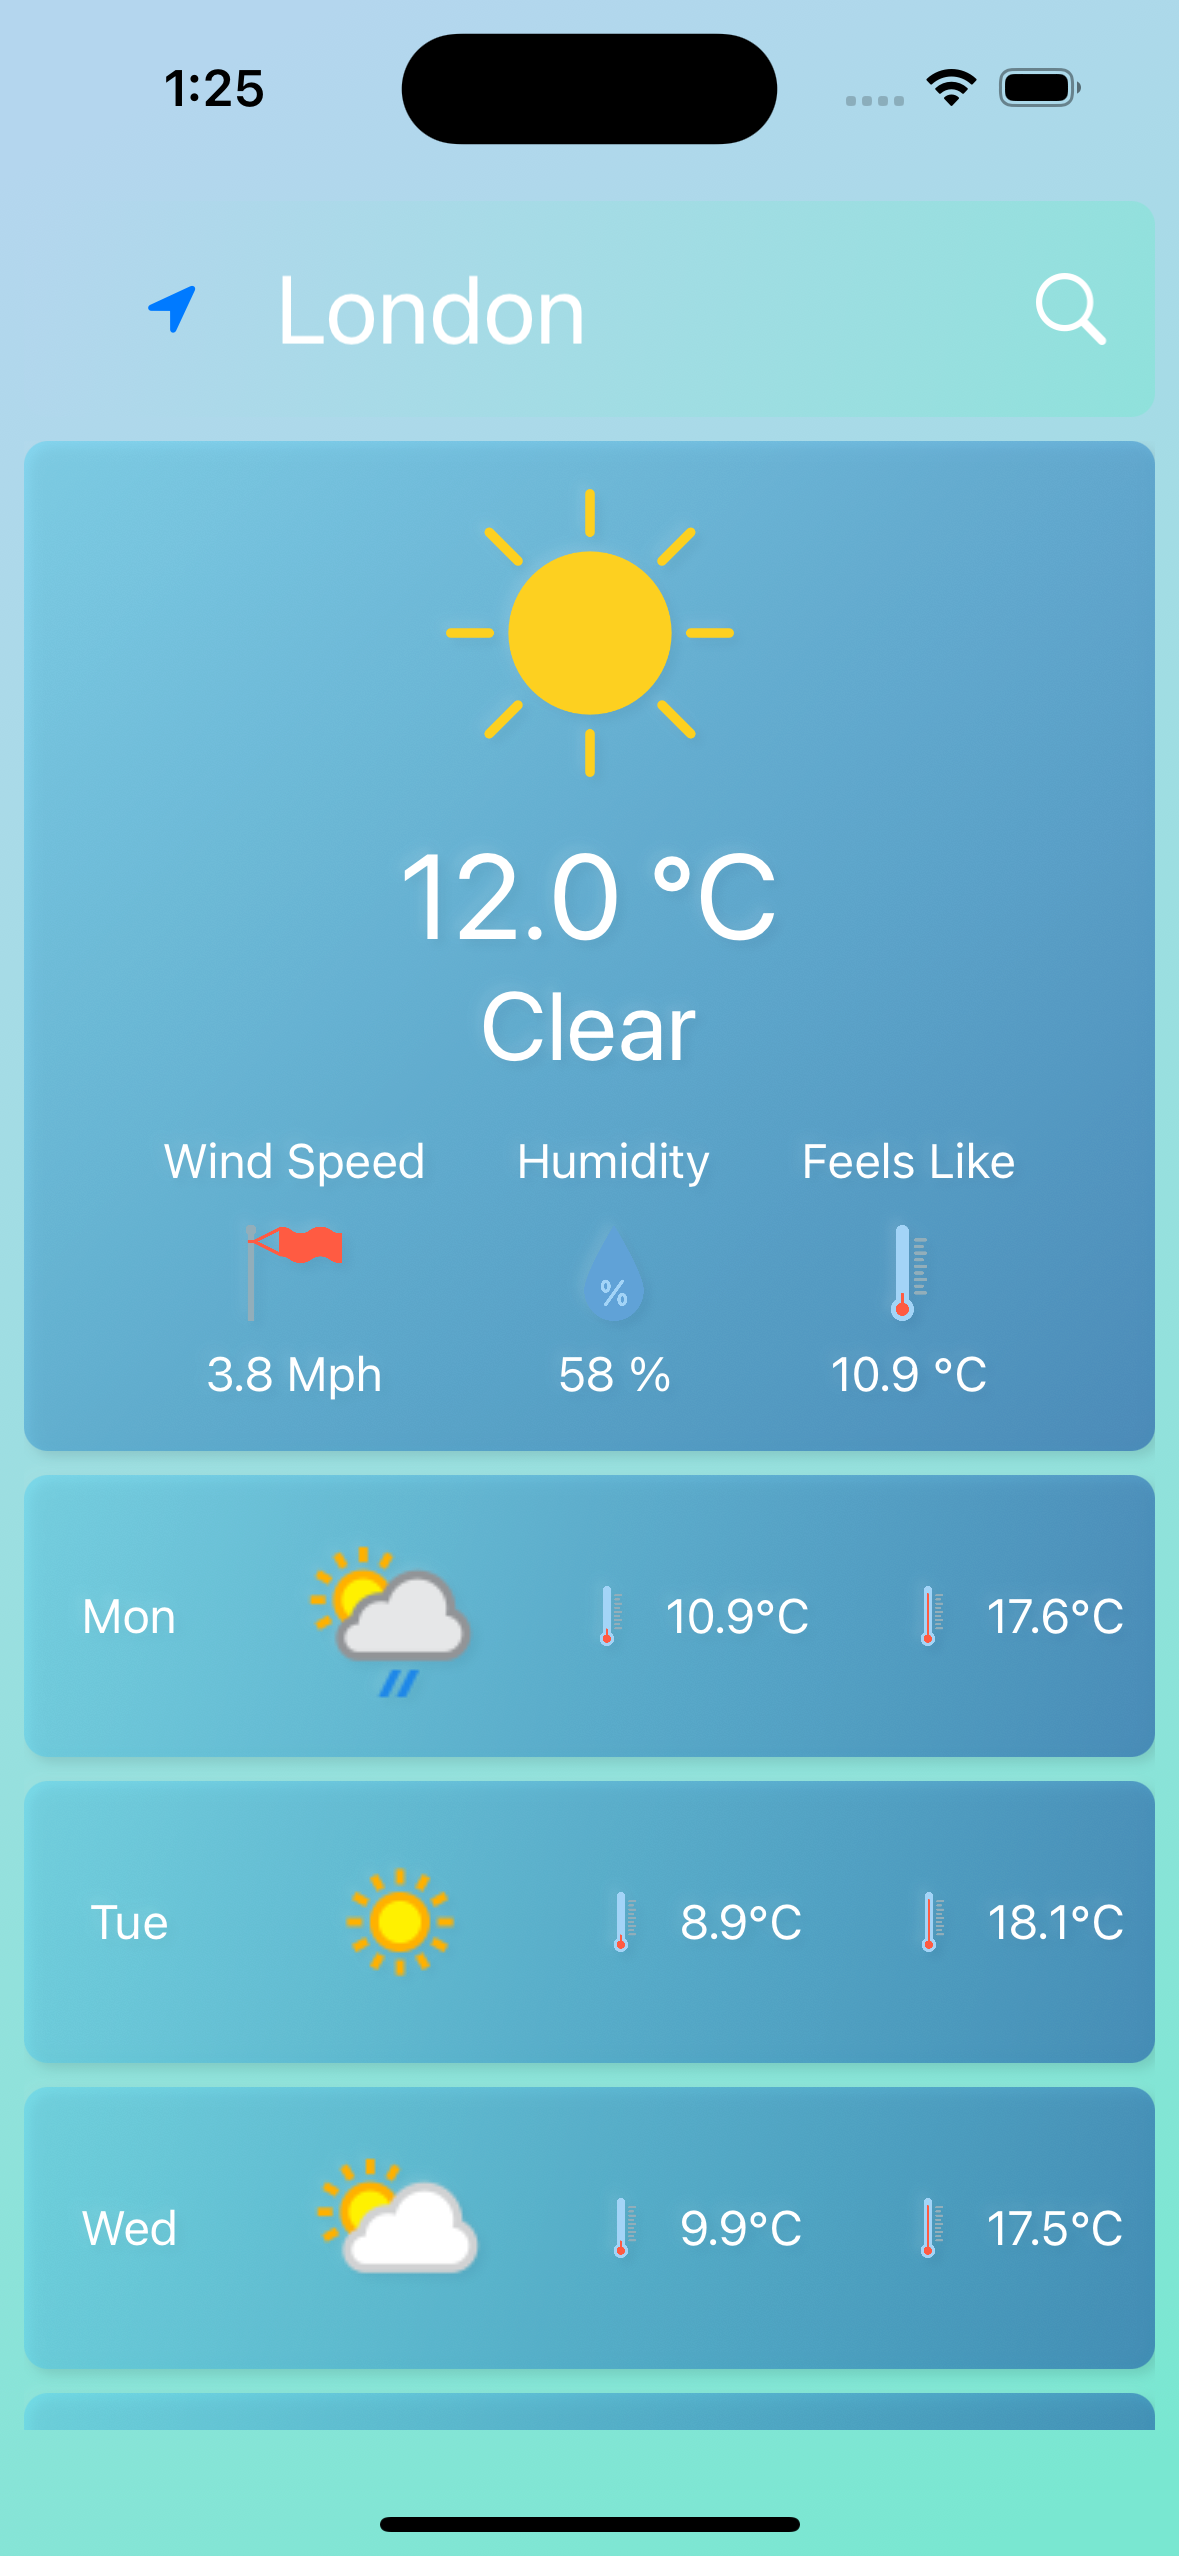 1:25
London
12.0 °C
Clear
Wind Speed Humidity Feels Like
%
3.8 Mph 58 % 10.9 °C
Mon 10.9°C 17.6°C
Tue 8.9°C 18.1°C
Wed 9.9°C 17.5°C